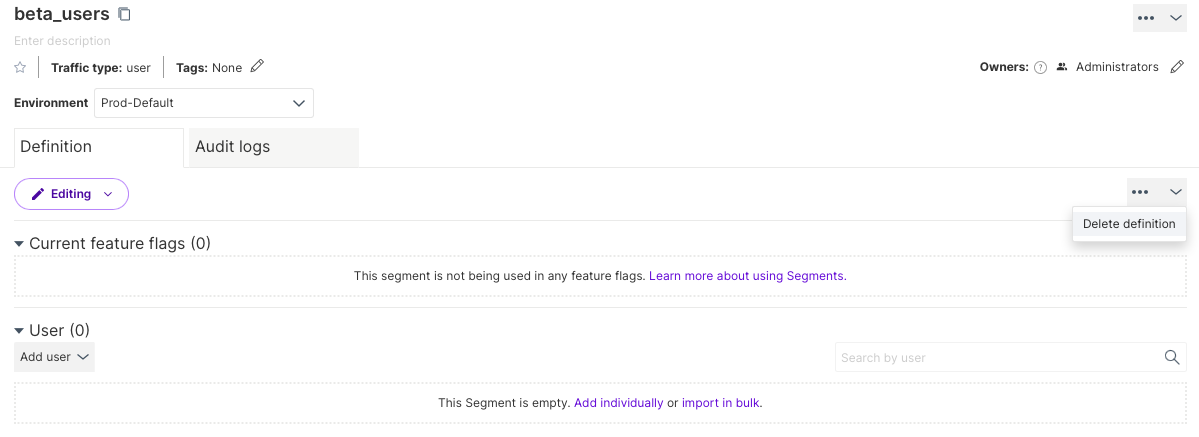 beta_users
•••
Enter description
Traffic type: user Tags: None
Owners: ? Administrators
Environment Prod-Default
Definition Audit logs
Editing
•••
Delete definition
Current feature flags (0)
This segment is not being used in any feature flags. Learn more about using Segments.
User (0)
Add user
Search by user
This Segment is empty. Add individually or import in bulk.